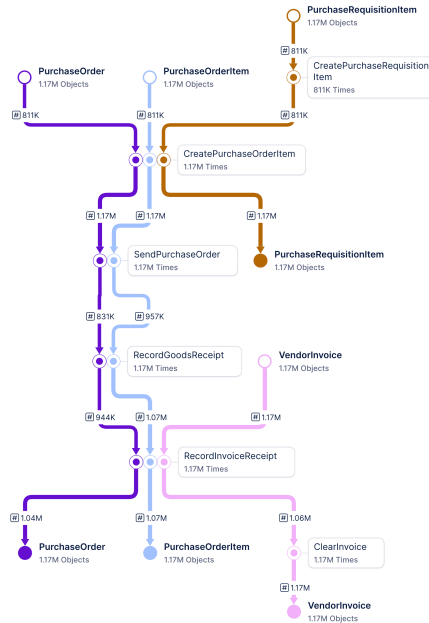 PurchaseRequisitionItem
1.17M Objects
# 811K
CreatePurchaseRequisition
Item
811K Times
PurchaseOrder
1.17M Objects
PurchaseOrderItem
1.17M Objects
# 811K
# 811K
# 811K
CreatePurchaseOrderItem
1.17M Times
# 1.17M
# 1.17M
# 1.17M
SendPurchaseOrder
1.17M Times
PurchaseRequisitionItem
1.17M Objects
# 831K
# 957K
RecordGoodsReceipt
1.17M Times
VendorInvoice
1.17M Objects
# 944K
# 1.07M
# 1.17M
RecordInvoiceReceipt
1.17M Times
# 1.04M
# 1.07M
# 1.06M
PurchaseOrder
1.17M Objects
PurchaseOrderItem
1.17M Objects
ClearInvoice
1.17M Times
# 1.17M
VendorInvoice
1.17M Objects